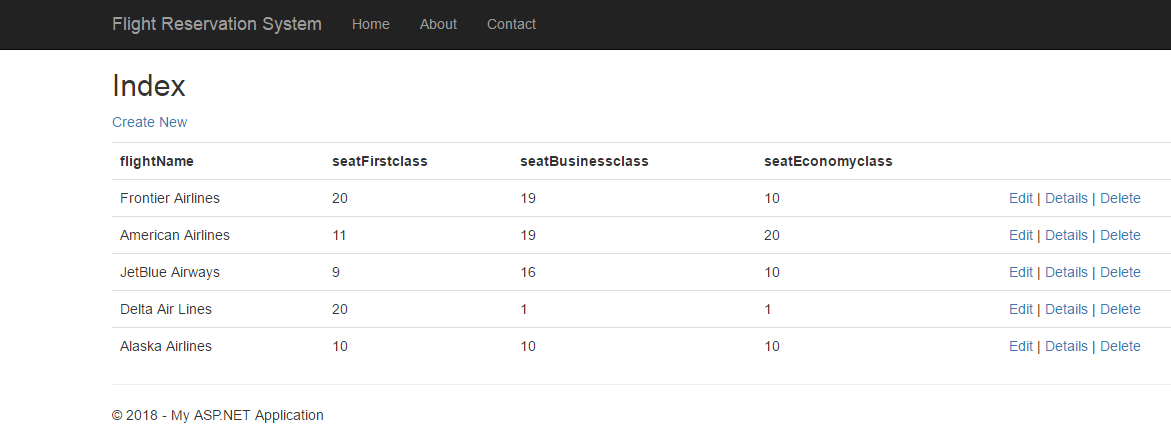 Flight Reservation System Home About Contact
Index
Create New
flightName seatFirstclass seatBusinessclass seatEconomyclass
Frontier Airlines 20 19 10 Edit | Details | Delete
American Airlines 11 19 20 Edit | Details | Delete
JetBlue Airways 9 16 10 Edit | Details | Delete
Delta Air Lines 20 1 1 Edit | Details | Delete
Alaska Airlines 10 10 10 Edit | Details | Delete
© 2018 - My ASP.NET Application